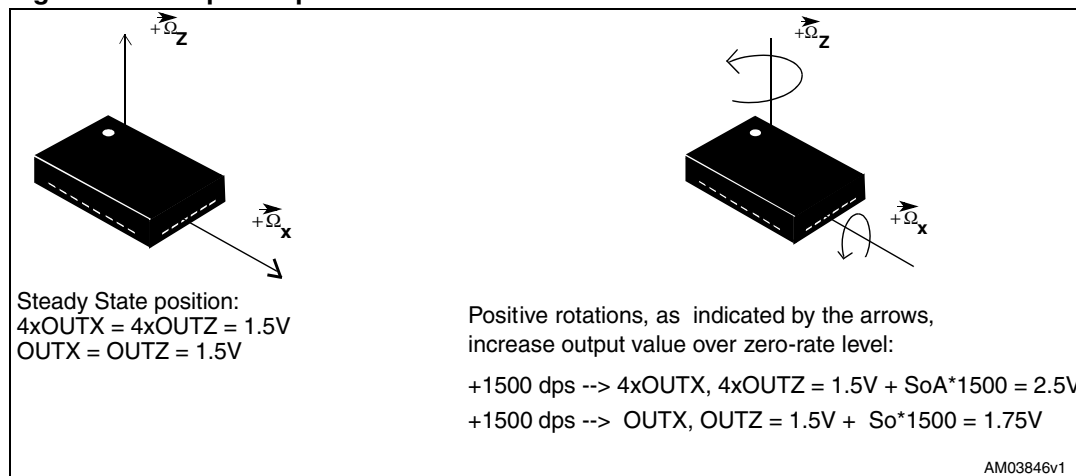 +Ω Z
+Ω x
Steady State position:
4xOUTX = 4xOUTZ = 1.5V
OUTX = OUTZ = 1.5V
+Ω Z
+Ω x
Positive rotations, as indicated by the arrows,
increase output value over zero-rate level:
+1500 dps --> 4xOUTX, 4xOUTZ = 1.5V + SoA*1500 = 2.5V
+1500 dps --> OUTX, OUTZ = 1.5V + So*1500 = 1.75V
AM03846v1